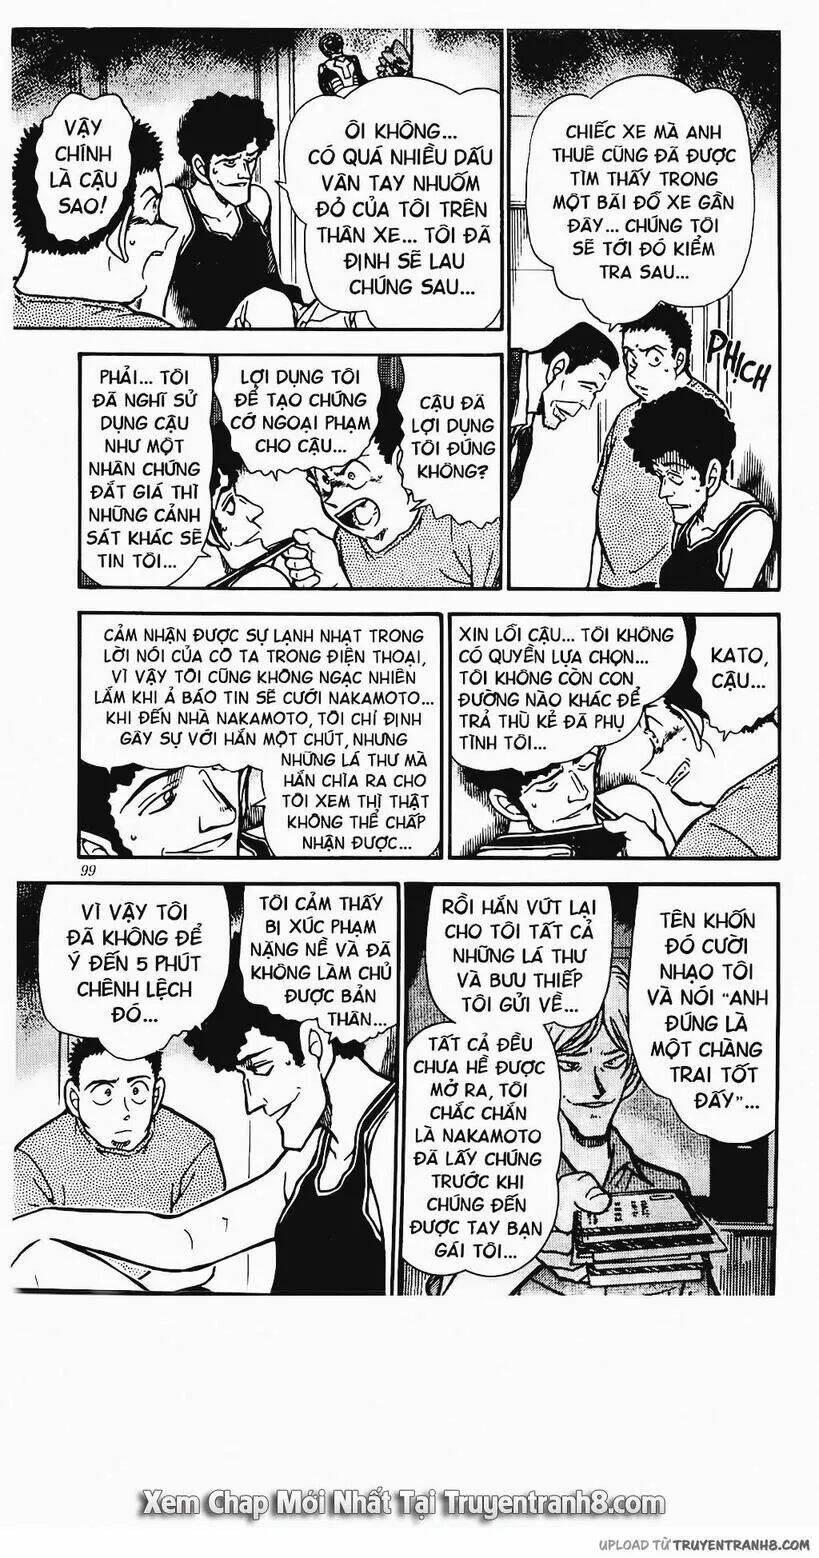 CHIẾC XE MÀ ANH
THUÊ CŨNG ĐÃ ĐƯỢC
TÌM THẤY TRONG
MỘT BÃI ĐỖ XE GẦN
ĐÂY... CHÚNG TÔI
SẼ TỚI ĐÓ KIỂM
TRA SAU...
PHỊCH
ÔI KHÔNG...
CÓ QUÁ NHIỀU DẤU
VÂN TAY NHUỐM
ĐỎ CỦA TÔI TRÊN
THÂN XE... TÔI ĐÃ
ĐỊNH SẼ LAU
CHÚNG SAU...
VẬY
CHÍNH
LÀ CẬU
SAO!
CẬU ĐÃ
LỢI DỤNG
TÔI ĐÚNG
KHÔNG?
LỢI DỤNG TÔI
ĐỂ TẠO CHỨNG
CỚ NGOẠI PHẠM
CHO CẬU...
PHẢI... TÔI
ĐÃ NGHĨ SỬ
DỤNG CẬU
NHƯ MỘT
NHÂN CHỨNG
ĐẮT GIÁ THÌ
NHỮNG CẢNH
SÁT KHÁC SẼ
TIN TÔI...
KATO,
CẬU...
XIN LỖI CẬU... TÔI KHÔNG
CÓ QUYỀN LỰA CHỌN...
TÔI KHÔNG CÒN CON
ĐƯỜNG NÀO KHÁC ĐỂ
TRẢ THÙ KẺ ĐÃ PHỤ
TÌNH TÔI...
CẢM NHẬN ĐƯỢC SỰ LẠNH NHẠT TRONG
LỜI NÓI CỦA CÔ TA TRONG ĐIỆN THOẠI,
VÌ VẬY TÔI CŨNG KHÔNG NGẠC NHIÊN
LẮM KHI Ả BÁO TIN SẼ CƯỚI NAKAMOTO...
KHI ĐẾN NHÀ NAKAMOTO, TÔI CHỈ ĐỊNH
GÂY SỰ VỚI HẮN MỘT CHÚT, NHƯNG
NHỮNG LÁ THƯ MÀ
HẮN CHÌA RA CHO
TÔI XEM THÌ THẬT
KHÔNG THỂ CHẤP
NHẬN ĐƯỢC...
99
TÊN KHỐN
ĐÓ CƯỜI
NHẠO TÔI
VÀ NÓI "ANH
ĐÚNG LÀ
MỘT CHÀNG
TRAI TỐT
ĐẤY"...
RỒI HẮN VỨT LẠI
CHO TÔI TẤT CẢ
NHỮNG LÁ THƯ
VÀ BƯU THIẾP
TÔI GỬI VỀ...
TẤT CẢ ĐỀU
CHƯA HỀ ĐƯỢC
MỞ RA, TÔI
CHẮC CHẮN
LÀ NAKAMOTO
ĐÃ LẤY CHÚNG
TRƯỚC KHI
CHÚNG ĐẾN
ĐƯỢC TAY BẠN
GÁI TÔI...
TÔI CẢM THẤY
BỊ XÚC PHẠM
NẶNG NỀ VÀ ĐÃ
KHÔNG LÀM CHỦ
ĐƯỢC BẢN
THÂN...
VÌ VẬY TÔI
ĐÃ KHÔNG ĐỂ
Ý ĐẾN 5 PHÚT
CHÊNH LỆCH
ĐÓ...
Xem Chap Mới Nhất Tại Truyentranh8.com
UPLOAD TỪ TRUYENTRANH8.COM